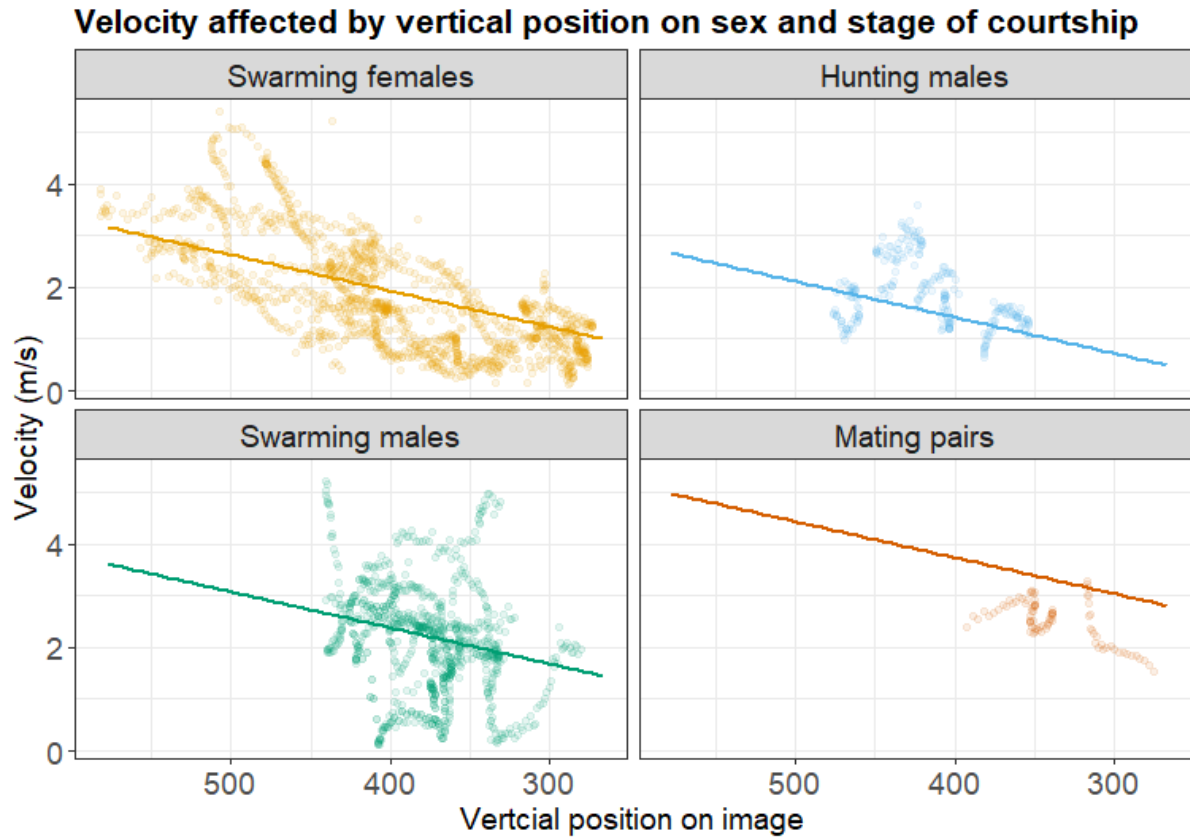 Velocity affected by vertical position on sex and stage of courtship
Swarming females
Hunting males
4
2
0
Swarming males
Mating pairs
4
2
0
Velocity (m/s)
500 400 300
500 400 300
Vertcial position on image